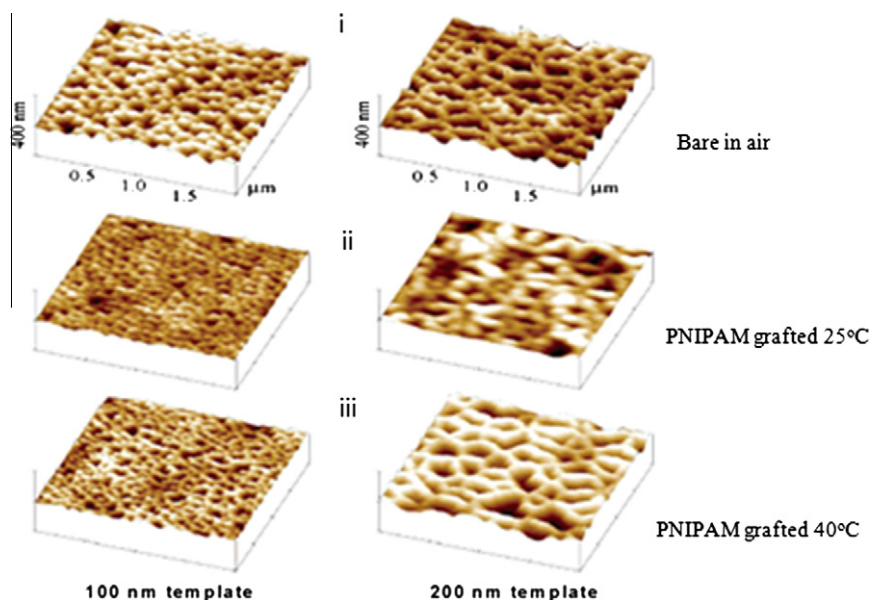 i
400 nm
0.5
1.0
1.5
μm
400 nm
0.5
1.0
1.5
μm
Bare in air
ii
PNIPAM grafted 25°C
iii
PNIPAM grafted 40°C
100 nm template
200 nm template